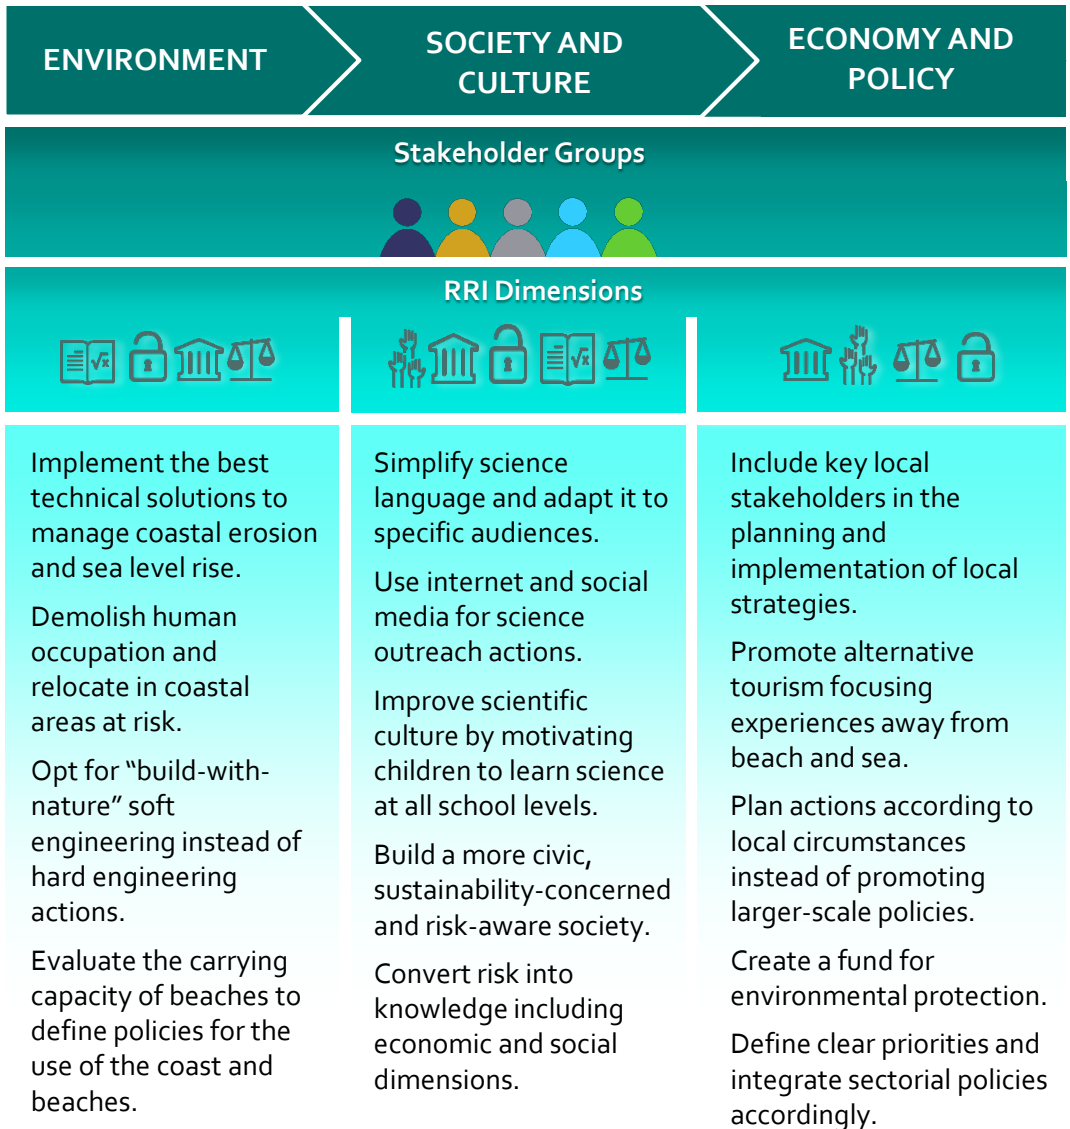 ENVIRONMENT
SOCIETY AND
CULTURE
ECONOMY AND
POLICY
Stakeholder Groups
RRI Dimensions
√x
√x
Implement the best
technical solutions to
manage coastal erosion
and sea level rise.
Demolish human
occupation and
relocate in coastal
areas at risk.
Opt for “build-with-
nature” soft
engineering instead of
hard engineering
actions.
Evaluate the carrying
capacity of beaches to
define policies for the
use of the coast and
beaches.
Simplify science
language and adapt it to
specific audiences.
Use internet and social
media for science
outreach actions.
Improve scientific
culture by motivating
children to learn science
at all school levels.
Build a more civic,
sustainability-concerned
and risk-aware society.
Convert risk into
knowledge including
economic and social
dimensions.
Include key local
stakeholders in the
planning and
implementation of local
strategies.
Promote alternative
tourism focusing
experiences away from
beach and sea.
Plan actions according to
local circumstances
instead of promoting
larger-scale policies.
Create a fund for
environmental protection.
Define clear priorities and
integrate sectorial policies
accordingly.